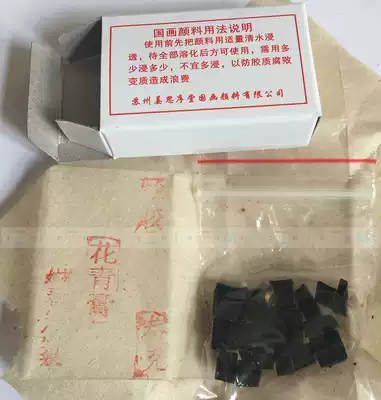 国画颜料用法说明
使用前先把颜料用适量清水浸
透，待全部溶化后方可使用，需用多
少浸多少，不宜多浸，以防胶质腐败
变质造成浪费
苏州姜思序堂国画颜料有限公司
花青膏